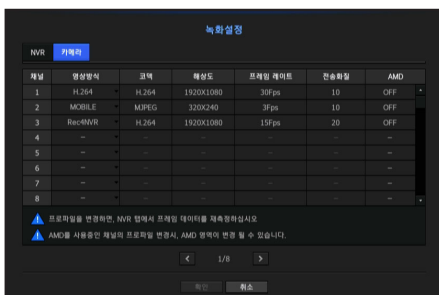 녹화설정
NVR 카메라
채널 영상방식 코덱 해상도 프레임 레이트 전송화질 AMD
1 H.264 H.264 1920X1080 30Fps 10 OFF
2 MOBILE MJPEG 320X240 3Fps 10 OFF
3 Rec4NVR H.264 1920X1080 15Fps 20 OFF
4 – – – – – –
5 – – – – – –
6 – – – – – –
7 – – – – – –
8 – – – – – –
프로파일을 변경하면, NVR 탭에서 프레임 데이터를 재측정하십시오
AMD를 사용중인 채널의 프로파일 변경시, AMD 영역이 변경 될 수 있습니다.
< 1/8 >
확인 취소